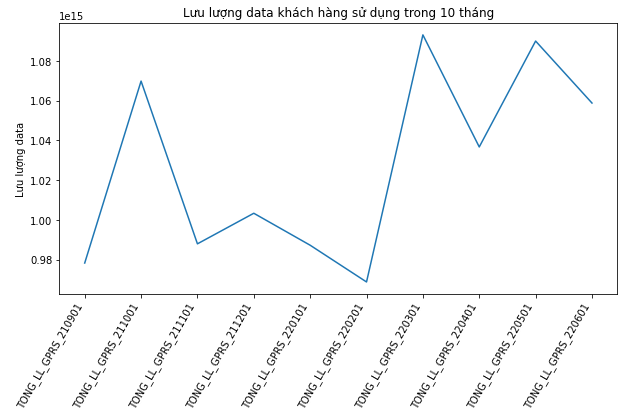 Lưu lượng data khách hàng sử dụng trong 10 tháng
1e15
1.08
1.06
1.04
1.02
1.00
0.98
Lưu lượng data
TONG_LL_GPRS_210901
TONG_LL_GPRS_211001
TONG_LL_GPRS_211101
TONG_LL_GPRS_211201
TONG_LL_GPRS_220101
TONG_LL_GPRS_220201
TONG_LL_GPRS_220301
TONG_LL_GPRS_220401
TONG_LL_GPRS_220501
TONG_LL_GPRS_220601